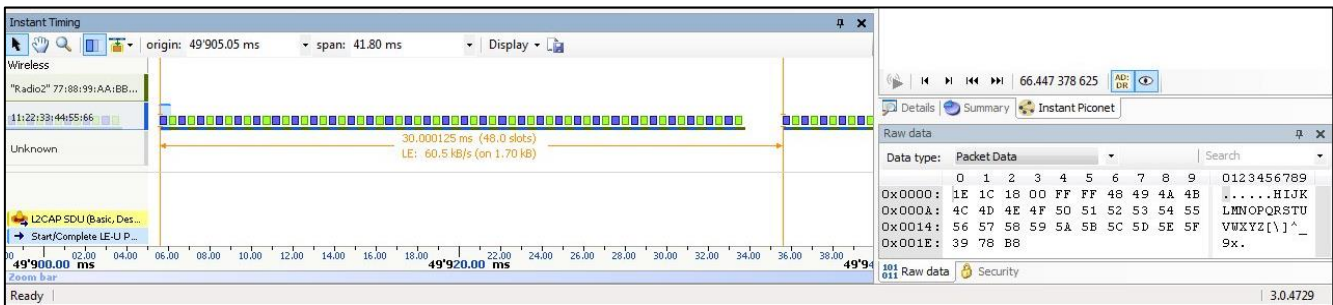 Instant Timing
origin: 49'905.05 ms span: 41.80 ms Display
Wireless
"Radio2" 77:88:99:AA:BB...
11:22:33:44:55:66
Unknown
30.000125 ms (48.0 slots)
LE: 60.5 kB/s (on 1.70 kB)
L2CAP SDU (Basic, Des...
Start/Complete LE-U P...
00 02.00 04.00 06.00 08.00 10.00 12.00 14.00 16.00 18.00 22.00 24.00 26.00 28.00 30.00 32.00 34.00 36.00 38.00
49'900.00 ms 49'920.00 ms 49'94
Zoom bar
Ready
66.447 378 625 AD: DR
Details Summary Instant Piconet
Raw data
Data type: Packet Data Search
0 1 2 3 4 5 6 7 8 9 0123456789
0x0000: 1E 1C 18 00 FF FF 48 49 4A 4B ......HIJK
0x000A: 4C 4D 4E 4F 50 51 52 53 54 55 LMNOPQRSTU
0x0014: 56 57 58 59 5A 5B 5C 5D 5E 5F VWXYZ[\]^_
0x001E: 39 78 B8 9x.
101 011 Raw data Security
3.0.4729